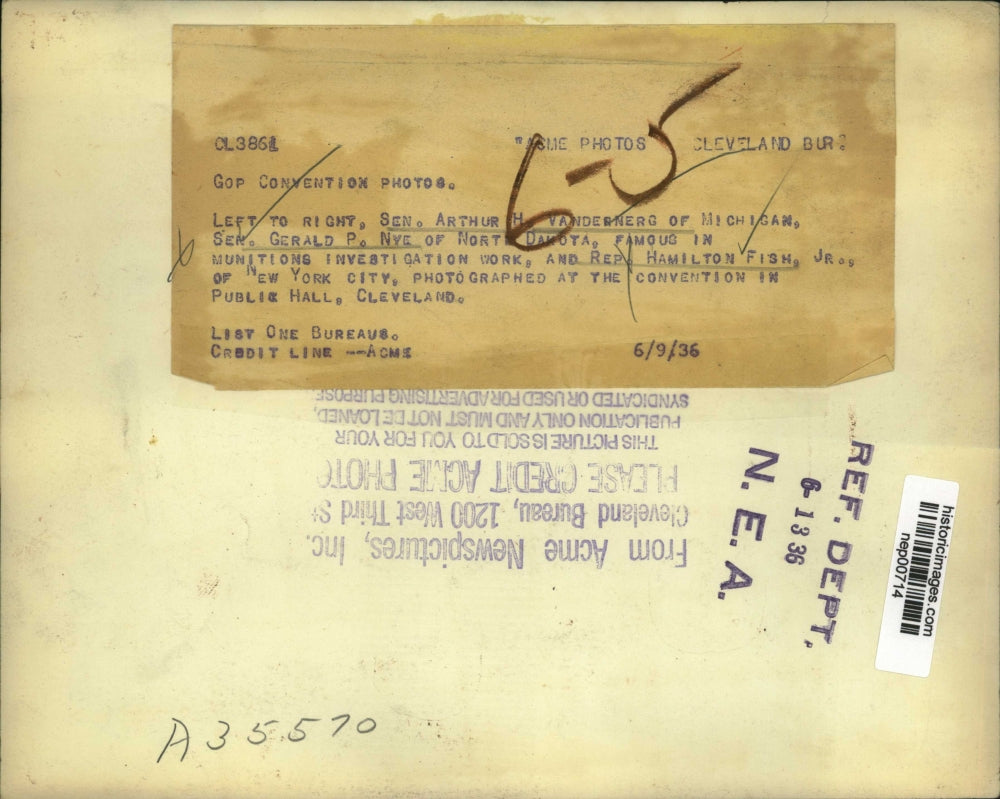 CL386L "ACME PHOTOS CLEVELAND BUR.
GOP CONVENTION PHOTOS.
LEFT TO RIGHT, SEN. ARTHUR H. VANDERNERG OF MICHIGAN,
SEN. GERALD P. NYE OF NORTH DAKOTA, FAMOUS IN
MUNITIONS INVESTIGATION WORK, AND REP. HAMILTON FISH, JR.,
OF NEW YORK CITY, PHOTOGRAPHED AT THE CONVENTION IN
PUBLIC HALL, CLEVELAND.
LIST ONE BUREAUS.
CREDIT LINE --ACME 6/9/36
6-5
From Acme Newspictures, Inc.
Cleveland Bureau, 1200 West Third St
PLEASE CREDIT ACME PHOTO
THIS PICTURE IS SOLD TO YOU FOR YOUR
PUBLICATION ONLY AND MUST NOT BE LOANED,
SYNDICATED OR USED FOR ADVERTISING PURPOSE
REF. DEPT.
6-13 36
N. E. A.
historicimages.com
nep00714
A35570